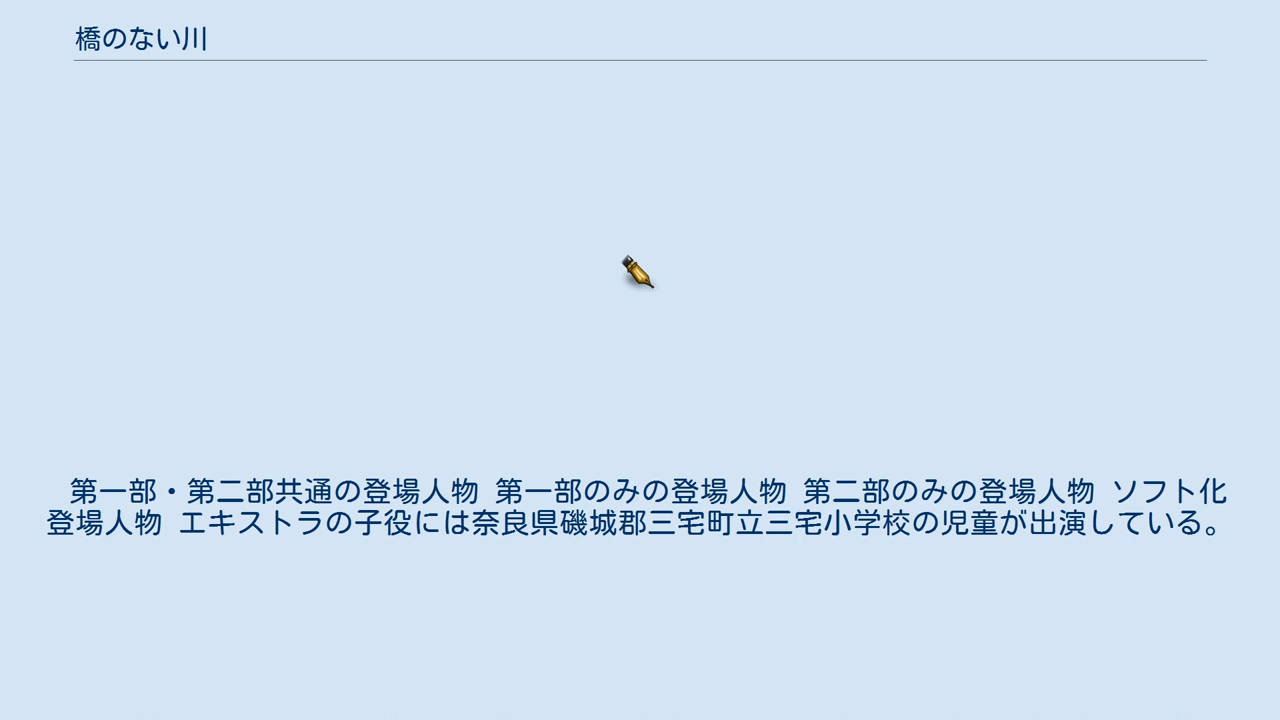 橋のない川
第一部・第二部共通の登場人物 第一部のみの登場人物 第二部のみの登場人物 ソフト化
登場人物 エキストラの子役には奈良県磯城郡三宅町立三宅小学校の児童が出演している。